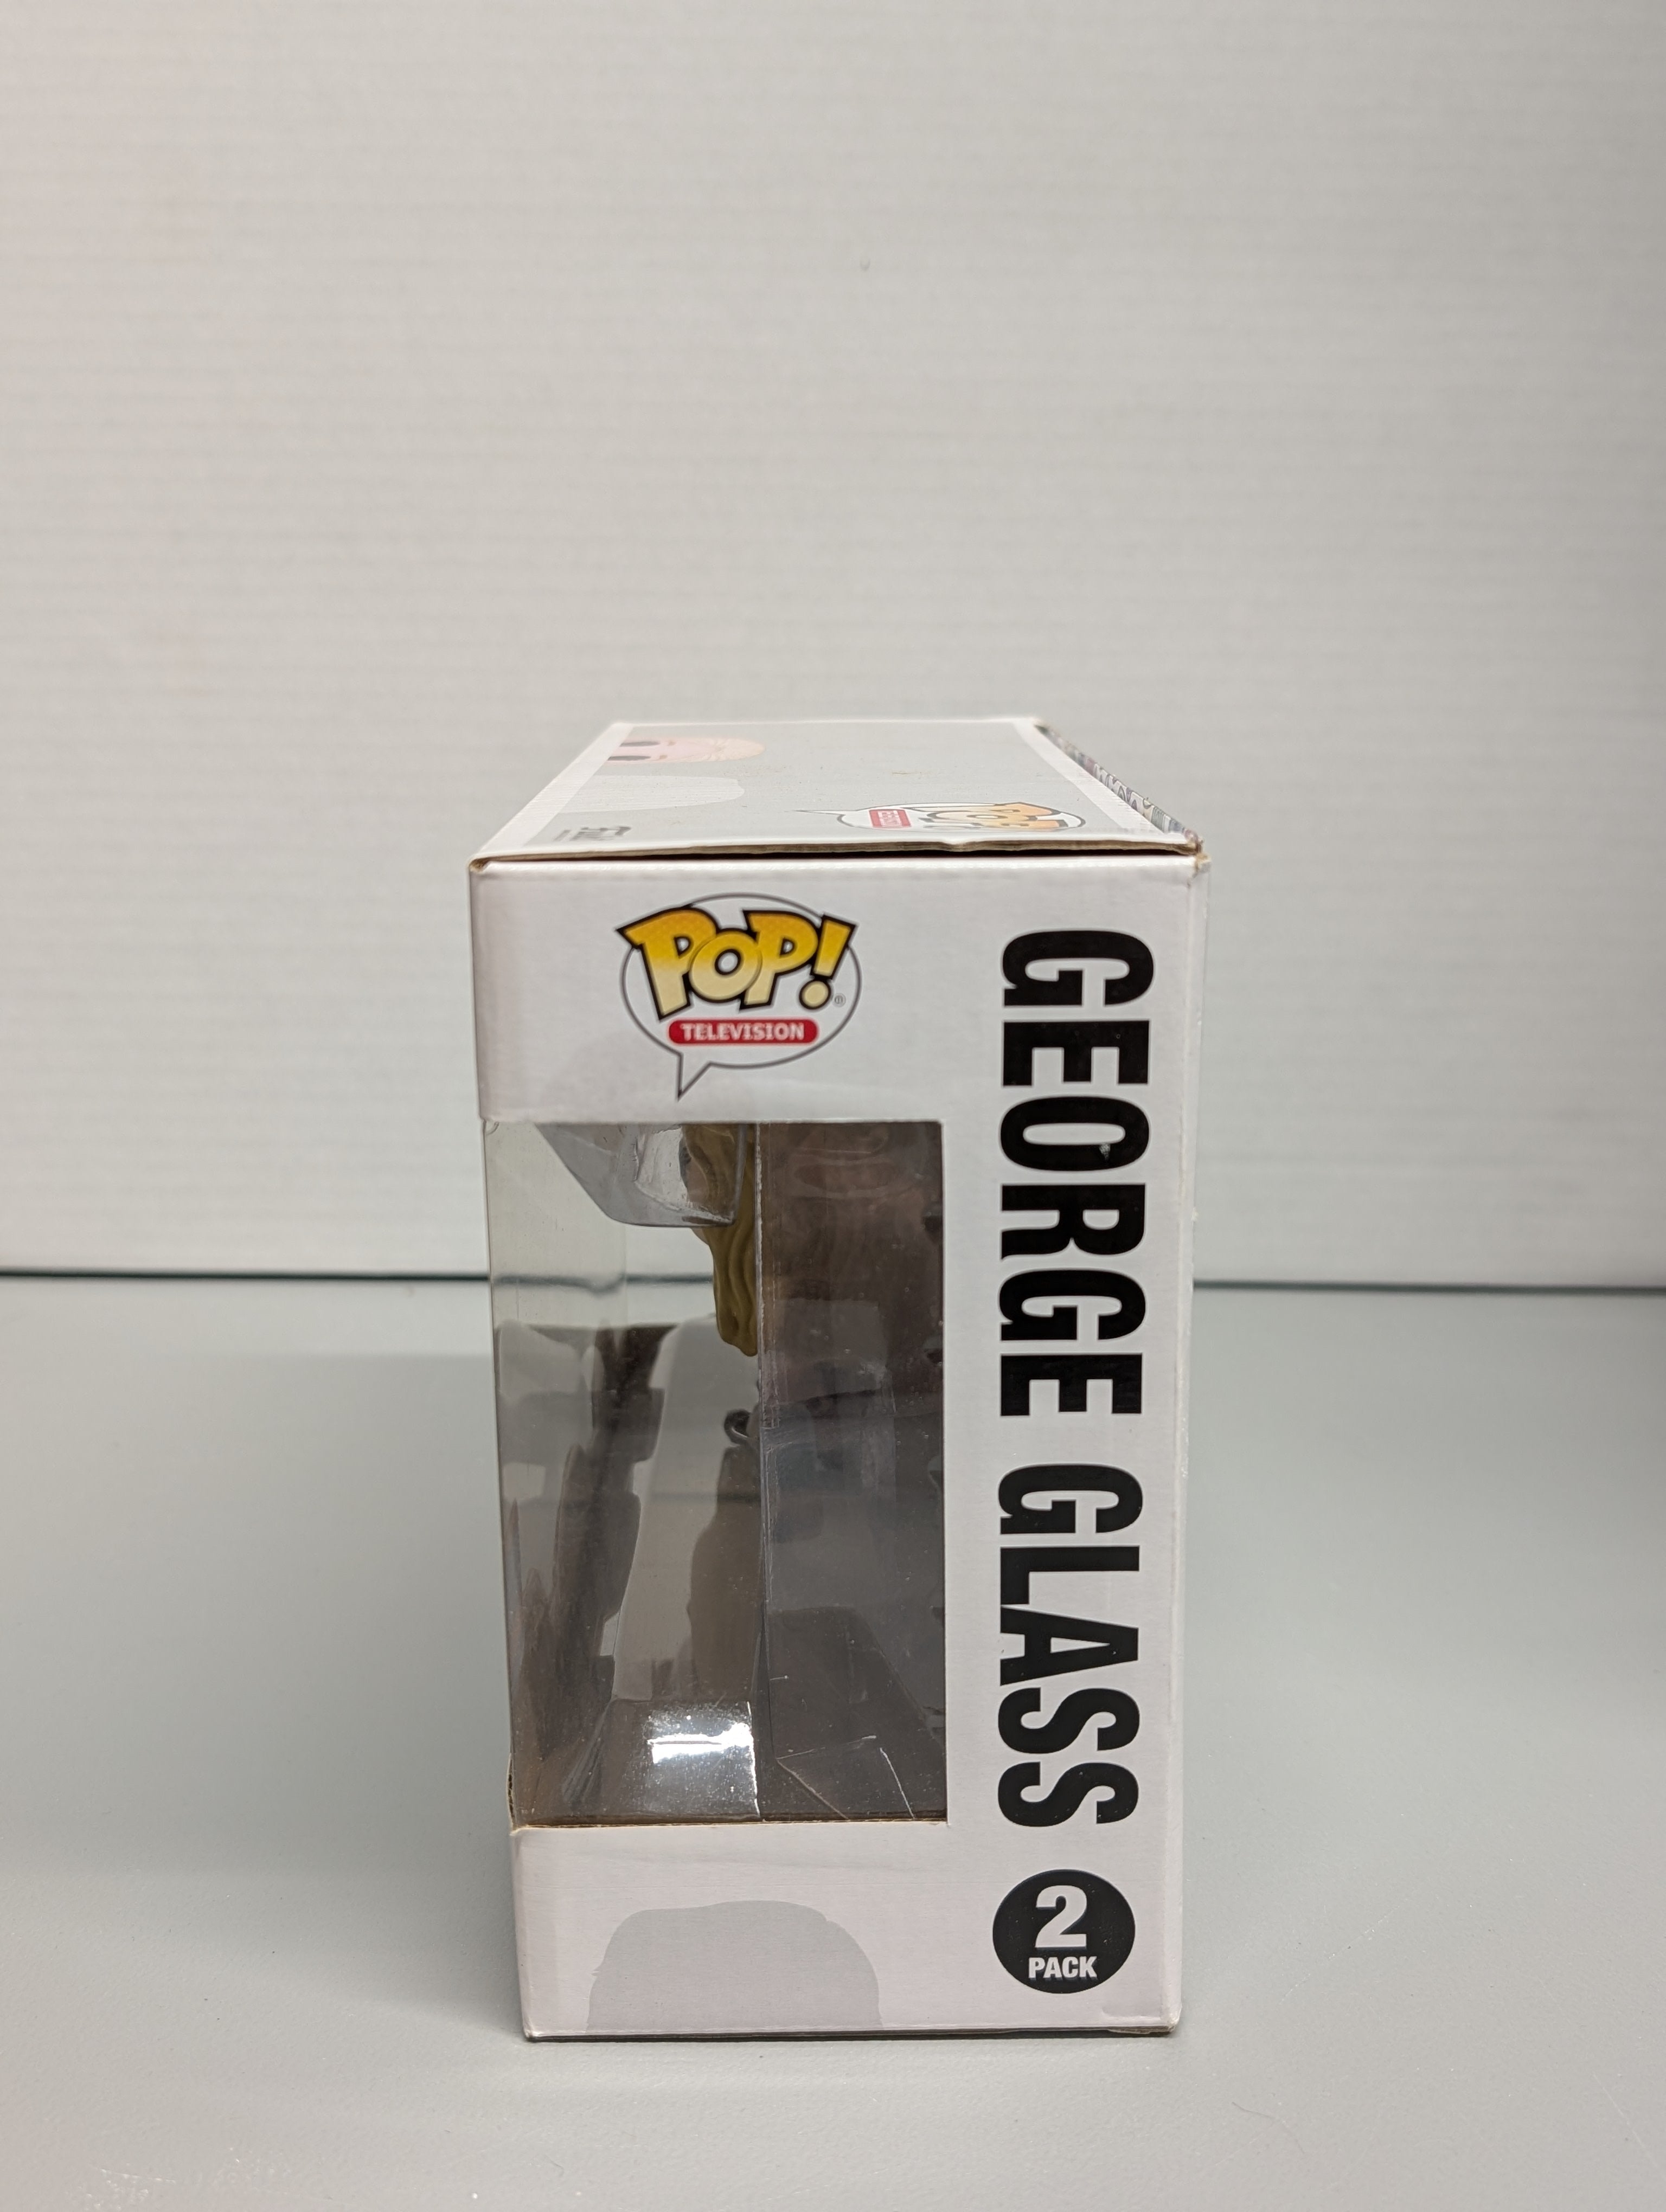 POP!
TELEVISION
GEORGE GLASS
2
PACK